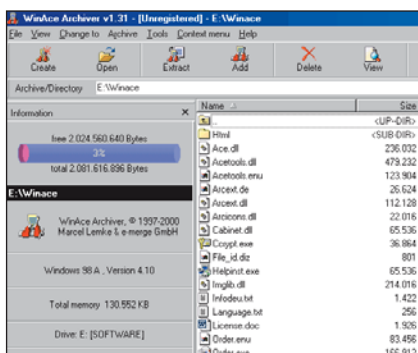 WinAce Archiver v1.31 - [Unregistered] - E:\Winace
File View Change to Archive Tools Context menu Help
Create Open Extract Add Delete View
Archive/Directory E:\Winace
Information
free 2.024.560.640 Bytes
3%
total 2.081.616.896 Bytes
E:\Winace
WinAce Archiver, © 1997-2000
Marcel Lemke & e-merge GmbH
Windows 98 A , Version 4.10
Total memory 130.552 KB
Drive: E: [SOFTWARE]
Name Size
.. <UP-DIR>
Html <SUB-DIR>
Ace.dll 236.032
Acetools.dll 479.232
Acetools.enu 123.904
Arcext.de 26.624
Arcext.dll 112.128
Arcicons.dll 22.016
Cabinet.dll 65.536
Ccrypt.exe 36.864
File_id.diz 801
Helpinst.exe 65.536
Imglib.dll 214.016
Infodeu.txt 1.422
Language.txt 256
License.doc 1.926
Order.enu 83.456
Order.exe 166.912